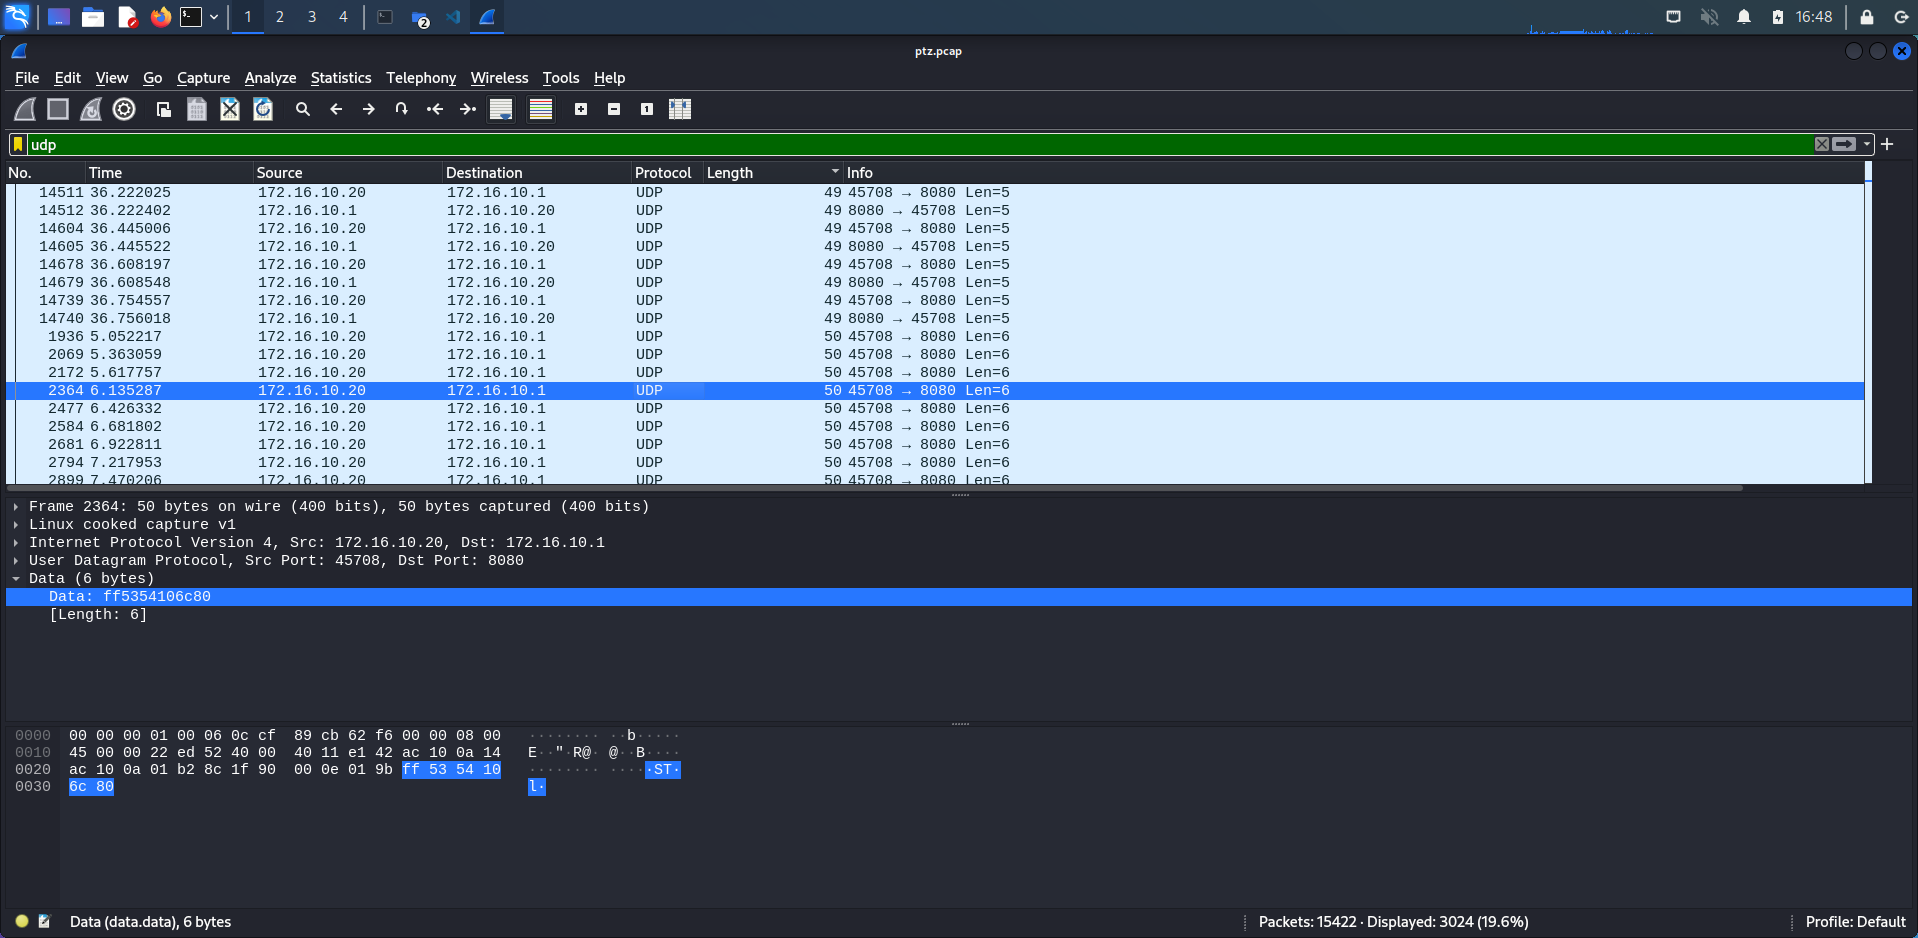 1 2 3 4 2 16:48
ptz.pcap
File Edit View Go Capture Analyze Statistics Telephony Wireless Tools Help
udp
No. Time Source Destination Protocol Length Info
14511 36.222025 172.16.10.20 172.16.10.1 UDP 49 45708 → 8080 Len=5
14512 36.222402 172.16.10.1 172.16.10.20 UDP 49 8080 → 45708 Len=5
14604 36.445006 172.16.10.20 172.16.10.1 UDP 49 45708 → 8080 Len=5
14605 36.445522 172.16.10.1 172.16.10.20 UDP 49 8080 → 45708 Len=5
14678 36.608197 172.16.10.20 172.16.10.1 UDP 49 45708 → 8080 Len=5
14679 36.608548 172.16.10.1 172.16.10.20 UDP 49 8080 → 45708 Len=5
14739 36.754557 172.16.10.20 172.16.10.1 UDP 49 45708 → 8080 Len=5
14740 36.756018 172.16.10.1 172.16.10.20 UDP 49 8080 → 45708 Len=5
1936 5.052217 172.16.10.20 172.16.10.1 UDP 50 45708 → 8080 Len=6
2069 5.363059 172.16.10.20 172.16.10.1 UDP 50 45708 → 8080 Len=6
2172 5.617757 172.16.10.20 172.16.10.1 UDP 50 45708 → 8080 Len=6
2364 6.135287 172.16.10.20 172.16.10.1 UDP 50 45708 → 8080 Len=6
2477 6.426332 172.16.10.20 172.16.10.1 UDP 50 45708 → 8080 Len=6
2584 6.681802 172.16.10.20 172.16.10.1 UDP 50 45708 → 8080 Len=6
2681 6.922811 172.16.10.20 172.16.10.1 UDP 50 45708 → 8080 Len=6
2794 7.217953 172.16.10.20 172.16.10.1 UDP 50 45708 → 8080 Len=6
2899 7.470206 172.16.10.20 172.16.10.1 UDP 50 45708 → 8080 Len=6
Frame 2364: 50 bytes on wire (400 bits), 50 bytes captured (400 bits)
Linux cooked capture v1
Internet Protocol Version 4, Src: 172.16.10.20, Dst: 172.16.10.1
User Datagram Protocol, Src Port: 45708, Dst Port: 8080
Data (6 bytes)
Data: ff5354106c80
[Length: 6]
0000 00 00 00 01 00 06 0c cf 89 cb 62 f6 00 00 08 00 ········ ··b·····
0010 45 00 00 22 ed 52 40 00 40 11 e1 42 ac 10 0a 14 E··"·R@· @··B····
0020 ac 10 0a 01 b2 8c 1f 90 00 0e 01 9b ff 53 54 10 ········ ·····ST·
0030 6c 80 l·
Data (data.data), 6 bytes Packets: 15422 · Displayed: 3024 (19.6%) Profile: Default